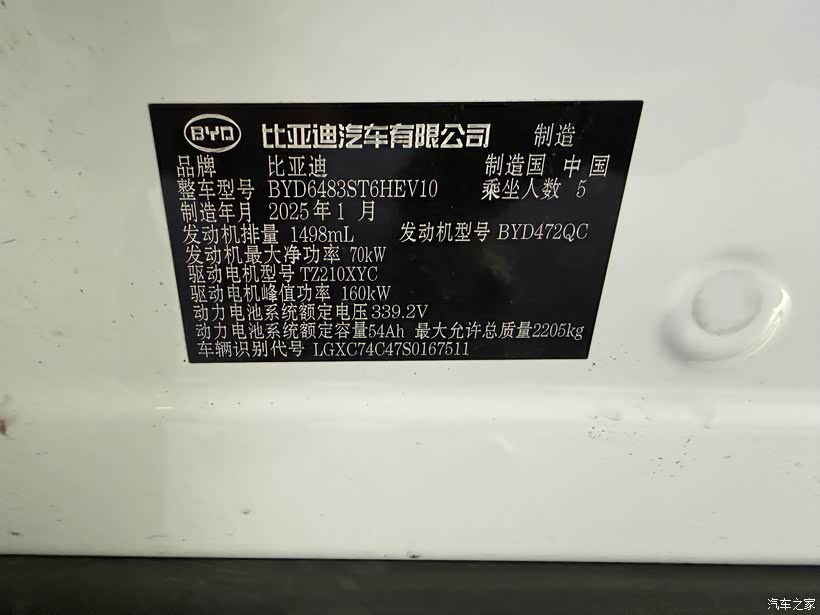 BYD 比亚迪汽车有限公司 制造
品牌 比亚迪 制造国 中国
整车型号 BYD6483ST6HEV10 乘坐人数 5
制造年月 2025年1月
发动机排量 1498mL 发动机型号 BYD472QC
发动机最大净功率 70kW
驱动电机型号 TZ210XYC
驱动电机峰值功率 160kW
动力电池系统额定电压 339.2V
动力电池系统额定容量54Ah 最大允许总质量2205kg
车辆识别代号 LGXC74C47S0167511
汽车之家